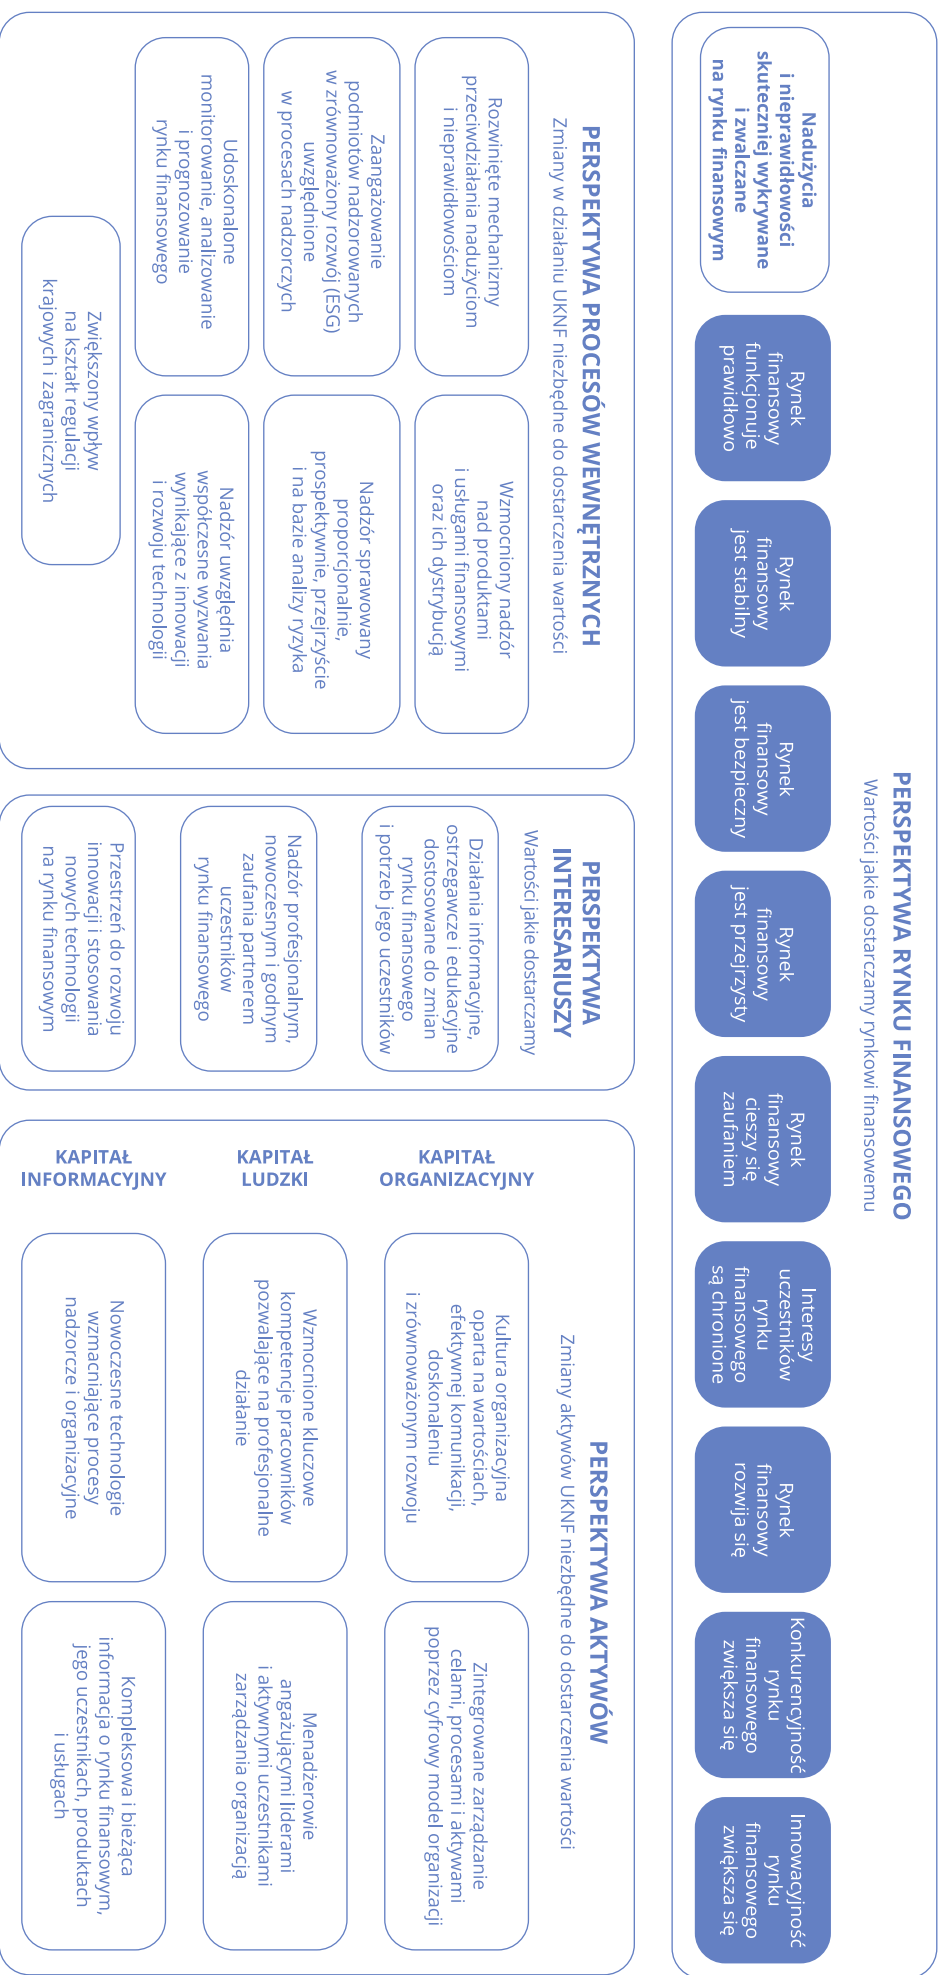 PERSPEKTYWA RYNKU FINANSOWEGO
Wartości jakie dostarczamy rynkowi finansowemu
Nadużycia
i nieprawidłowości
skuteczniej wykrywane
i zwalczane
na rynku finansowym
Rynek
finansowy
funkcjonuje
prawidłowo
Rynek
finansowy
jest stabilny
Rynek
finansowy
jest bezpieczny
Rynek
finansowy
jest przejrzysty
Rynek
finansowy
cieszy się
zaufaniem
Interesy
uczestników
rynku
finansowego
są chronione
Rynek
finansowy
rozwija się
Konkurencyjność
rynku
finansowego
zwiększa się
Innowacyjność
rynku
finansowego
zwiększa się
PERSPEKTYWA PROCESÓW WEWNĘTRZNYCH
Zmiany w działaniu UKNF niezbędne do dostarczenia wartości
Rozwinięte mechanizmy
przeciwdziałania nadużyciom
i nieprawidłowościom
Wzmocniony nadzór
nad produktami
i usługami finansowymi
oraz ich dystrybucją
Zaangażowanie
podmiotów nadzorowanych
w zrównoważony rozwój (ESG)
uwzględnione
w procesach nadzorczych
Nadzór sprawowany
proporcjonalnie,
prospektywnie, przejrzyście
i na bazie analizy ryzyka
Udoskonalone
monitorowanie, analizowanie
i prognozowanie
rynku finansowego
Nadzór uwzględnia
współczesne wyzwania
wynikające z innowacji
i rozwoju technologii
Zwiększony wpływ
na kształt regulacji
krajowych i zagranicznych
PERSPEKTYWA
INTERESARIUSZY
Wartości jakie dostarczamy
Działania informacyjne,
ostrzegawcze i edukacyjne
dostosowane do zmian
rynku finansowego
i potrzeb jego uczestników
Nadzór profesjonalnym,
nowoczesnym i godnym
zaufania partnerem
uczestników
rynku finansowego
Przestrzeń do rozwoju
innowacji i stosowania
nowych technologii
na rynku finansowym
PERSPEKTYWA AKTYWÓW
Zmiany aktywów UKNF niezbędne do dostarczenia wartości
KAPITAŁ
ORGANIZACYJNY
Kultura organizacyjna
oparta na wartościach,
efektywnej komunikacji,
doskonaleniu
i zrównoważonym rozwoju
Zintegrowane zarządzanie
celami, procesami i aktywami
poprzez cyfrowy model organizacji
KAPITAŁ
LUDZKI
Wzmocnione kluczowe
kompetencje pracowników
pozwalające na profesjonalne
działanie
Menadżerowie
angażującymi liderami
i aktywnymi uczestnikami
zarządzania organizacją
KAPITAŁ
INFORMACYJNY
Nowoczesne technologie
wzmacniające procesy
nadzorcze i organizacyjne
Kompleksowa i bieżąca
informacja o rynku finansowym,
jego uczestnikach, produktach
i usługach